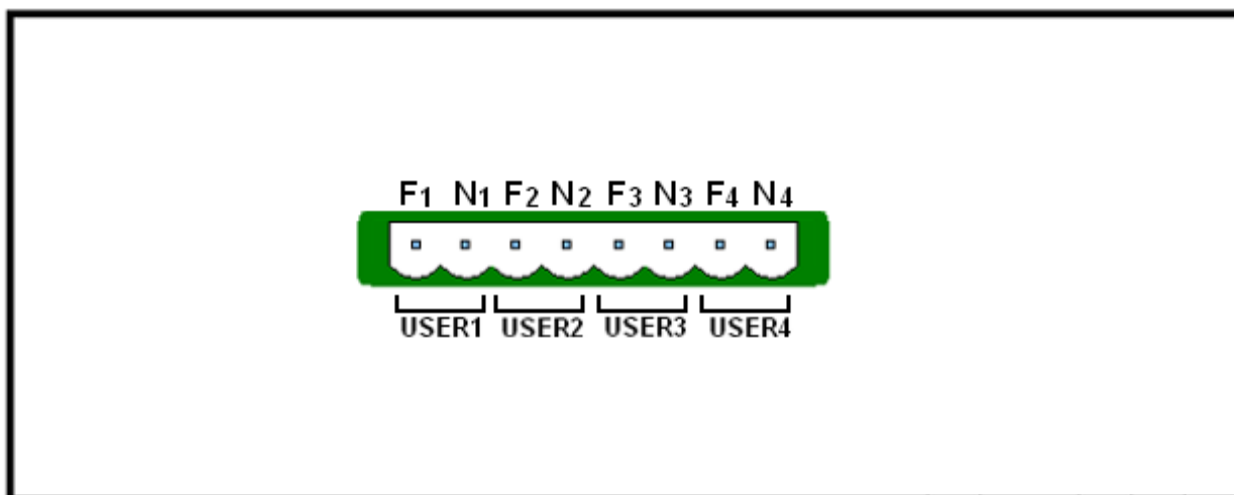 F1 N1 F2 N2 F3 N3 F4 N4
USER1 USER2 USER3 USER4